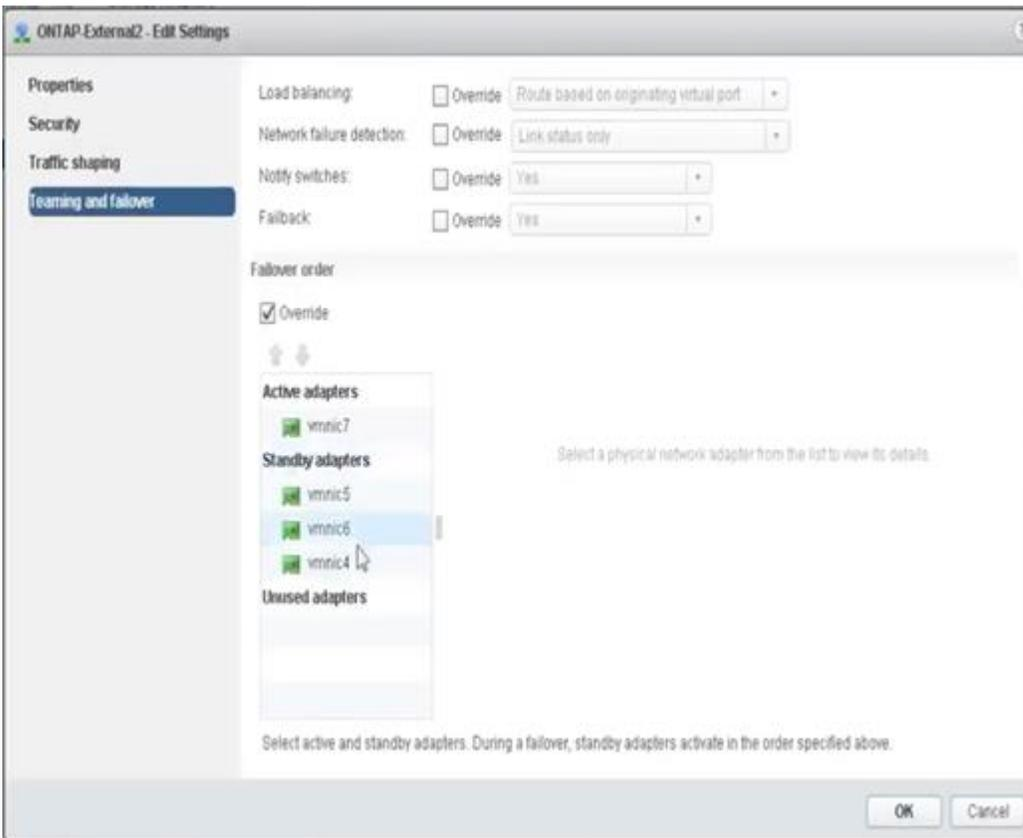 ONTAP-External2 - Edit Settings
Properties
Security
Traffic shaping
Teaming and failover
Load balancing: Override Route based on originating virtual port
Network failure detection: Override Link status only
Notify switches: Override Yes
Failback: Override Yes
Failover order
Override
Active adapters
vmnic7
Standby adapters
vmnic5
vmnic6
vmnic4
Unused adapters
Select a physical network adapter from the list to view its details.
Select active and standby adapters. During a failover, standby adapters activate in the order specified above.
OK Cancel